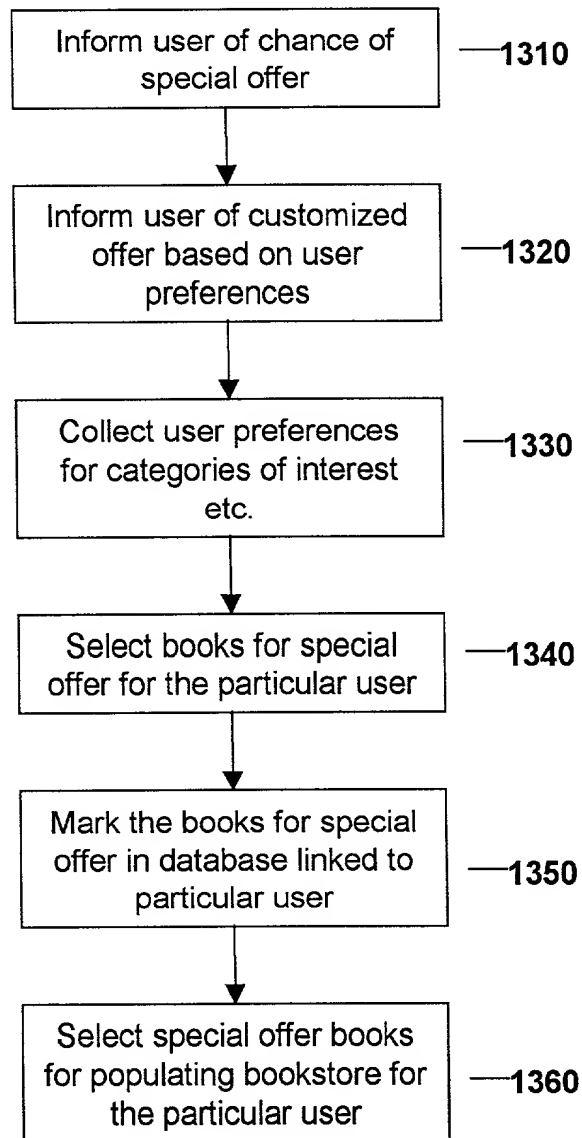 Inform user of chance of
special offer
1310
Inform user of customized
offer based on user
preferences
1320
Collect user preferences
for categories of interest
etc.
1330
Select books for special
offer for the particular user
1340
Mark the books for special
offer in database linked to
particular user
1350
Select special offer books
for populating bookstore for
the particular user
1360